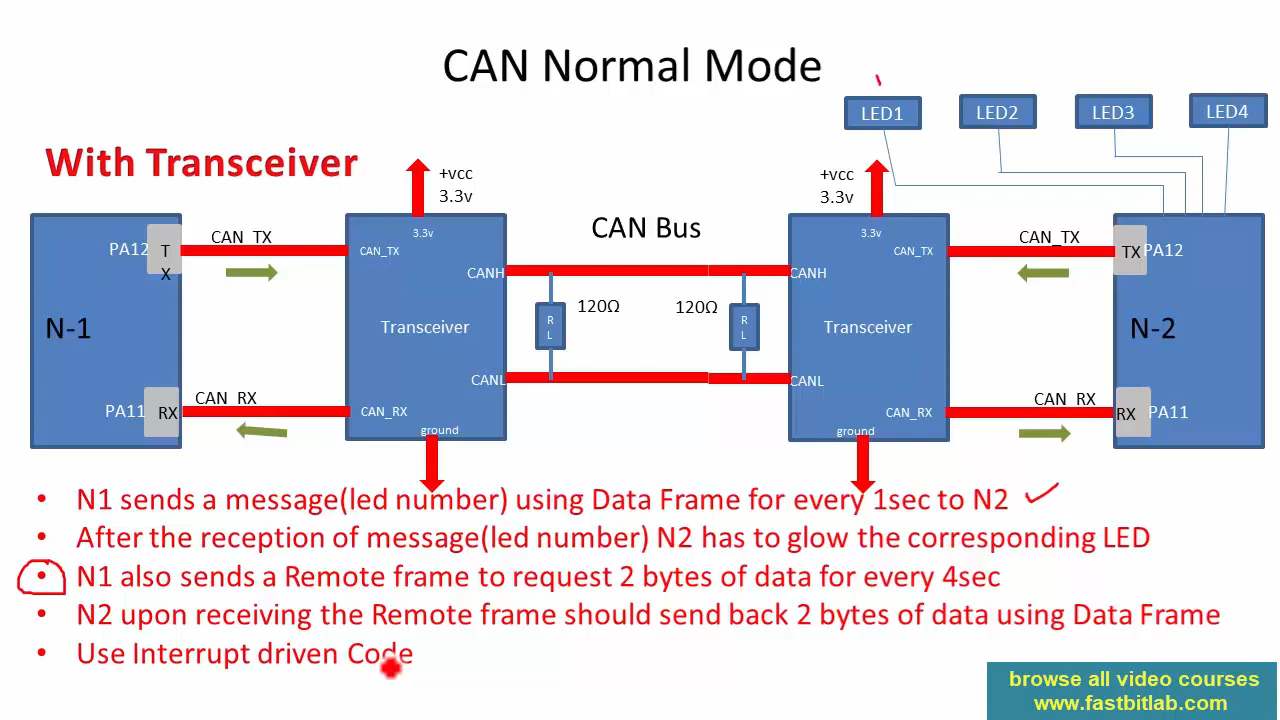 CAN Normal Mode
LED1
LED2
LED3
LED4
With Transceiver
+vcc
3.3v
+vcc
3.3v
CAN Bus
PA12
T
X
CAN_TX
3.3v
CAN_TX
CANH
120Ω
120Ω
R
L
R
L
3.3v
CAN_TX
CANH
CAN_TX
TX
PA12
N-1
Transceiver
Transceiver
N-2
CANL
CANL
PA11
RX
CAN_RX
CAN_RX
ground
CAN_RX
ground
CAN_RX
RX
PA11
• N1 sends a message(led number) using Data Frame for every 1sec to N2
• After the reception of message(led number) N2 has to glow the corresponding LED
• N1 also sends a Remote frame to request 2 bytes of data for every 4sec
• N2 upon receiving the Remote frame should send back 2 bytes of data using Data Frame
• Use Interrupt driven Code
browse all video courses
www.fastbitlab.com